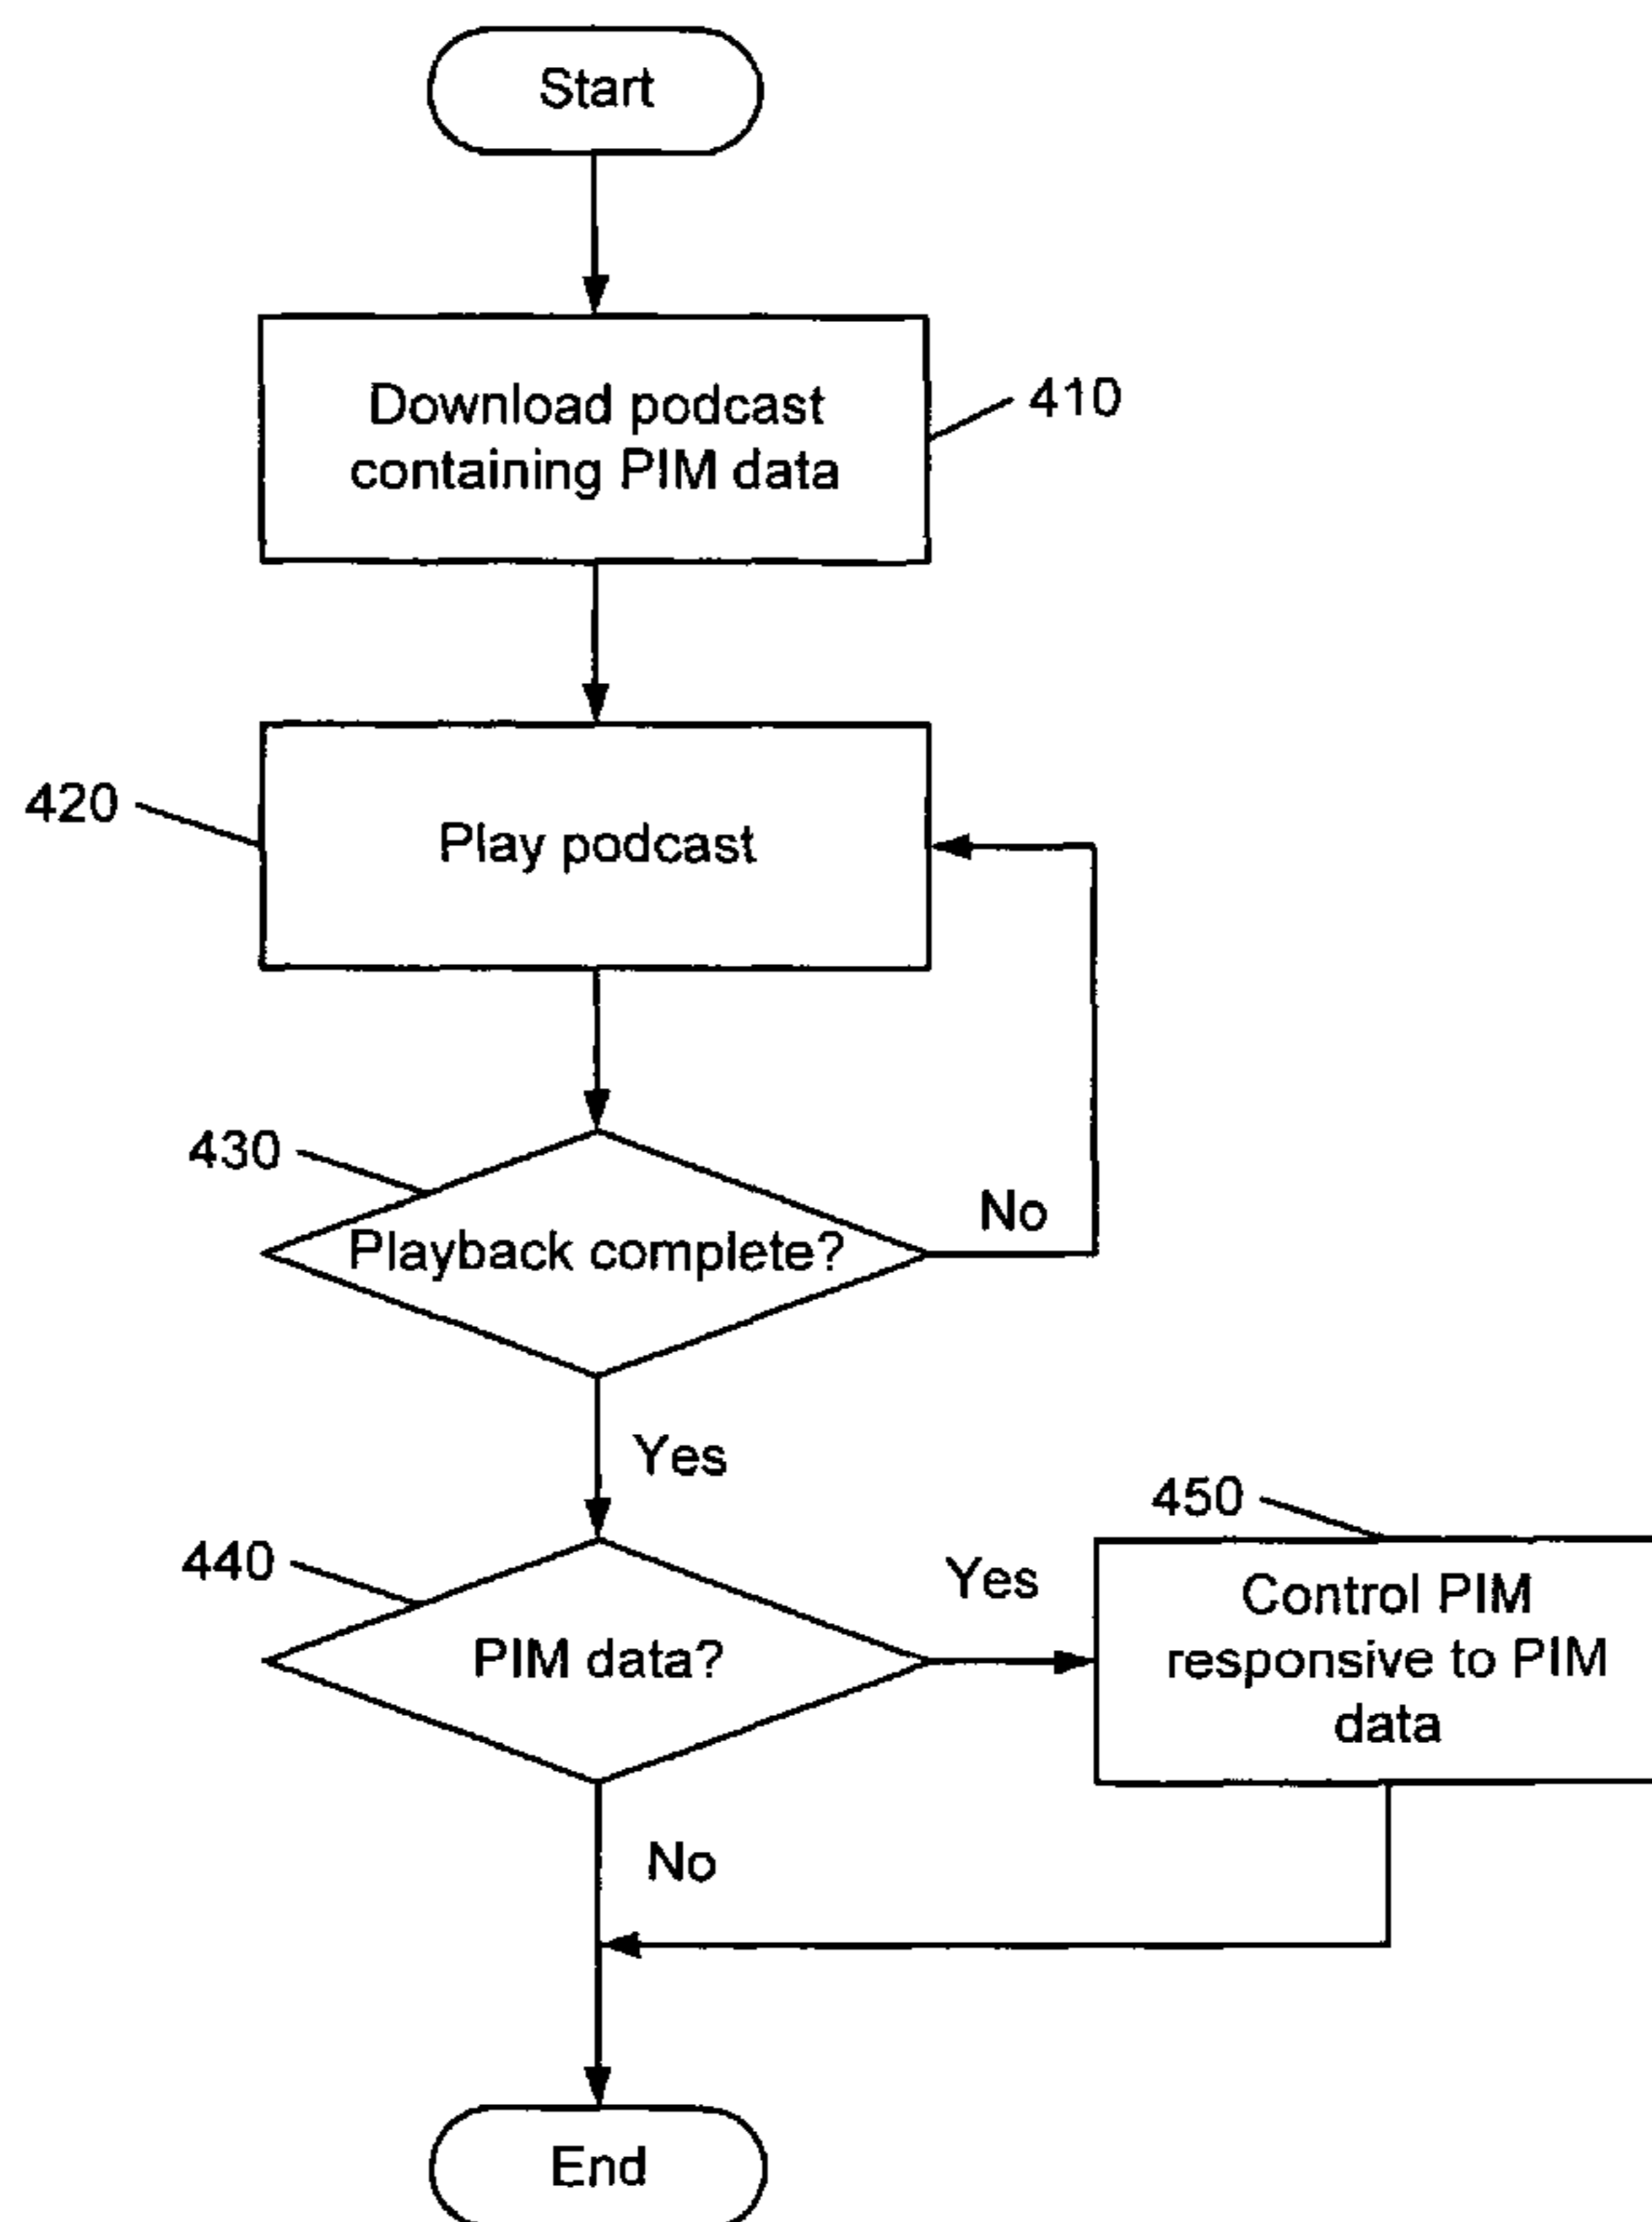 Start
Download podcast
containing PIM data
410
420
Play podcast
430
Playback complete?
No
Yes
440
PIM data?
Yes
450
Control PIM
responsive to PIM
data
No
End